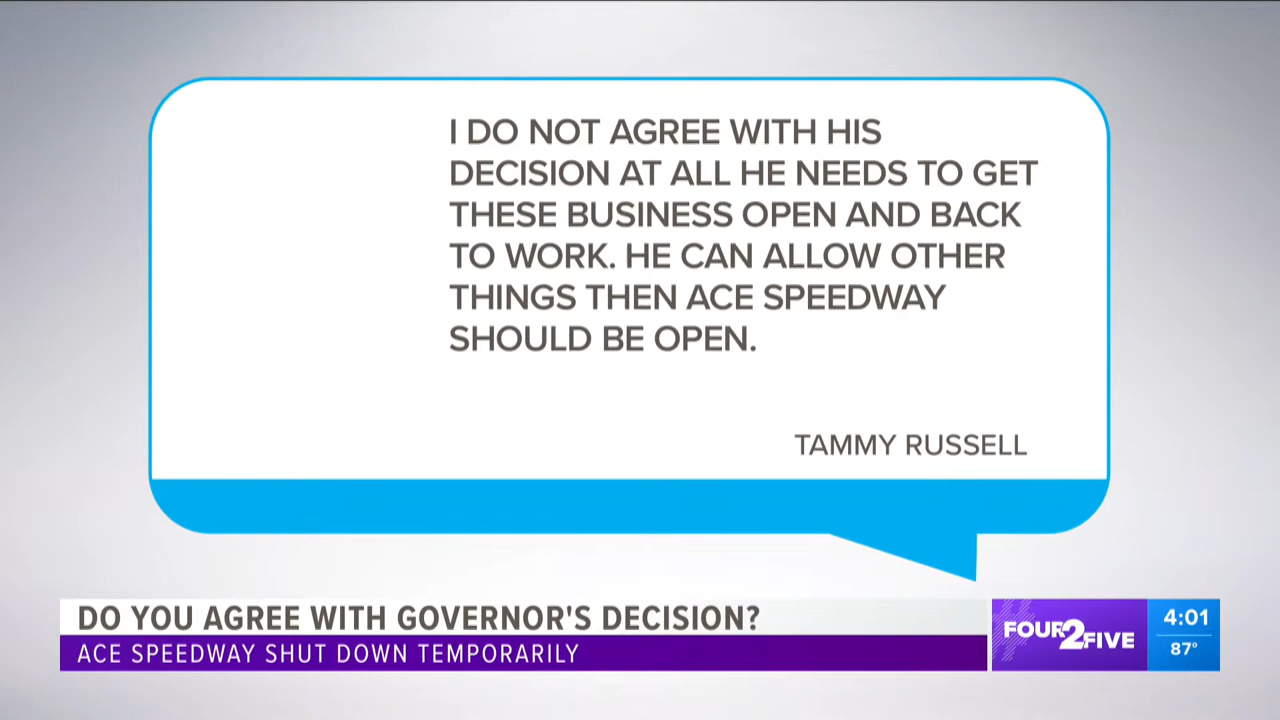 I DO NOT AGREE WITH HIS
DECISION AT ALL HE NEEDS TO GET
THESE BUSINESS OPEN AND BACK
TO WORK. HE CAN ALLOW OTHER
THINGS THEN ACE SPEEDWAY
SHOULD BE OPEN.
TAMMY RUSSELL
DO YOU AGREE WITH GOVERNOR'S DECISION?
ACE SPEEDWAY SHUT DOWN TEMPORARILY
FOUR2FIVE
4:01
87°